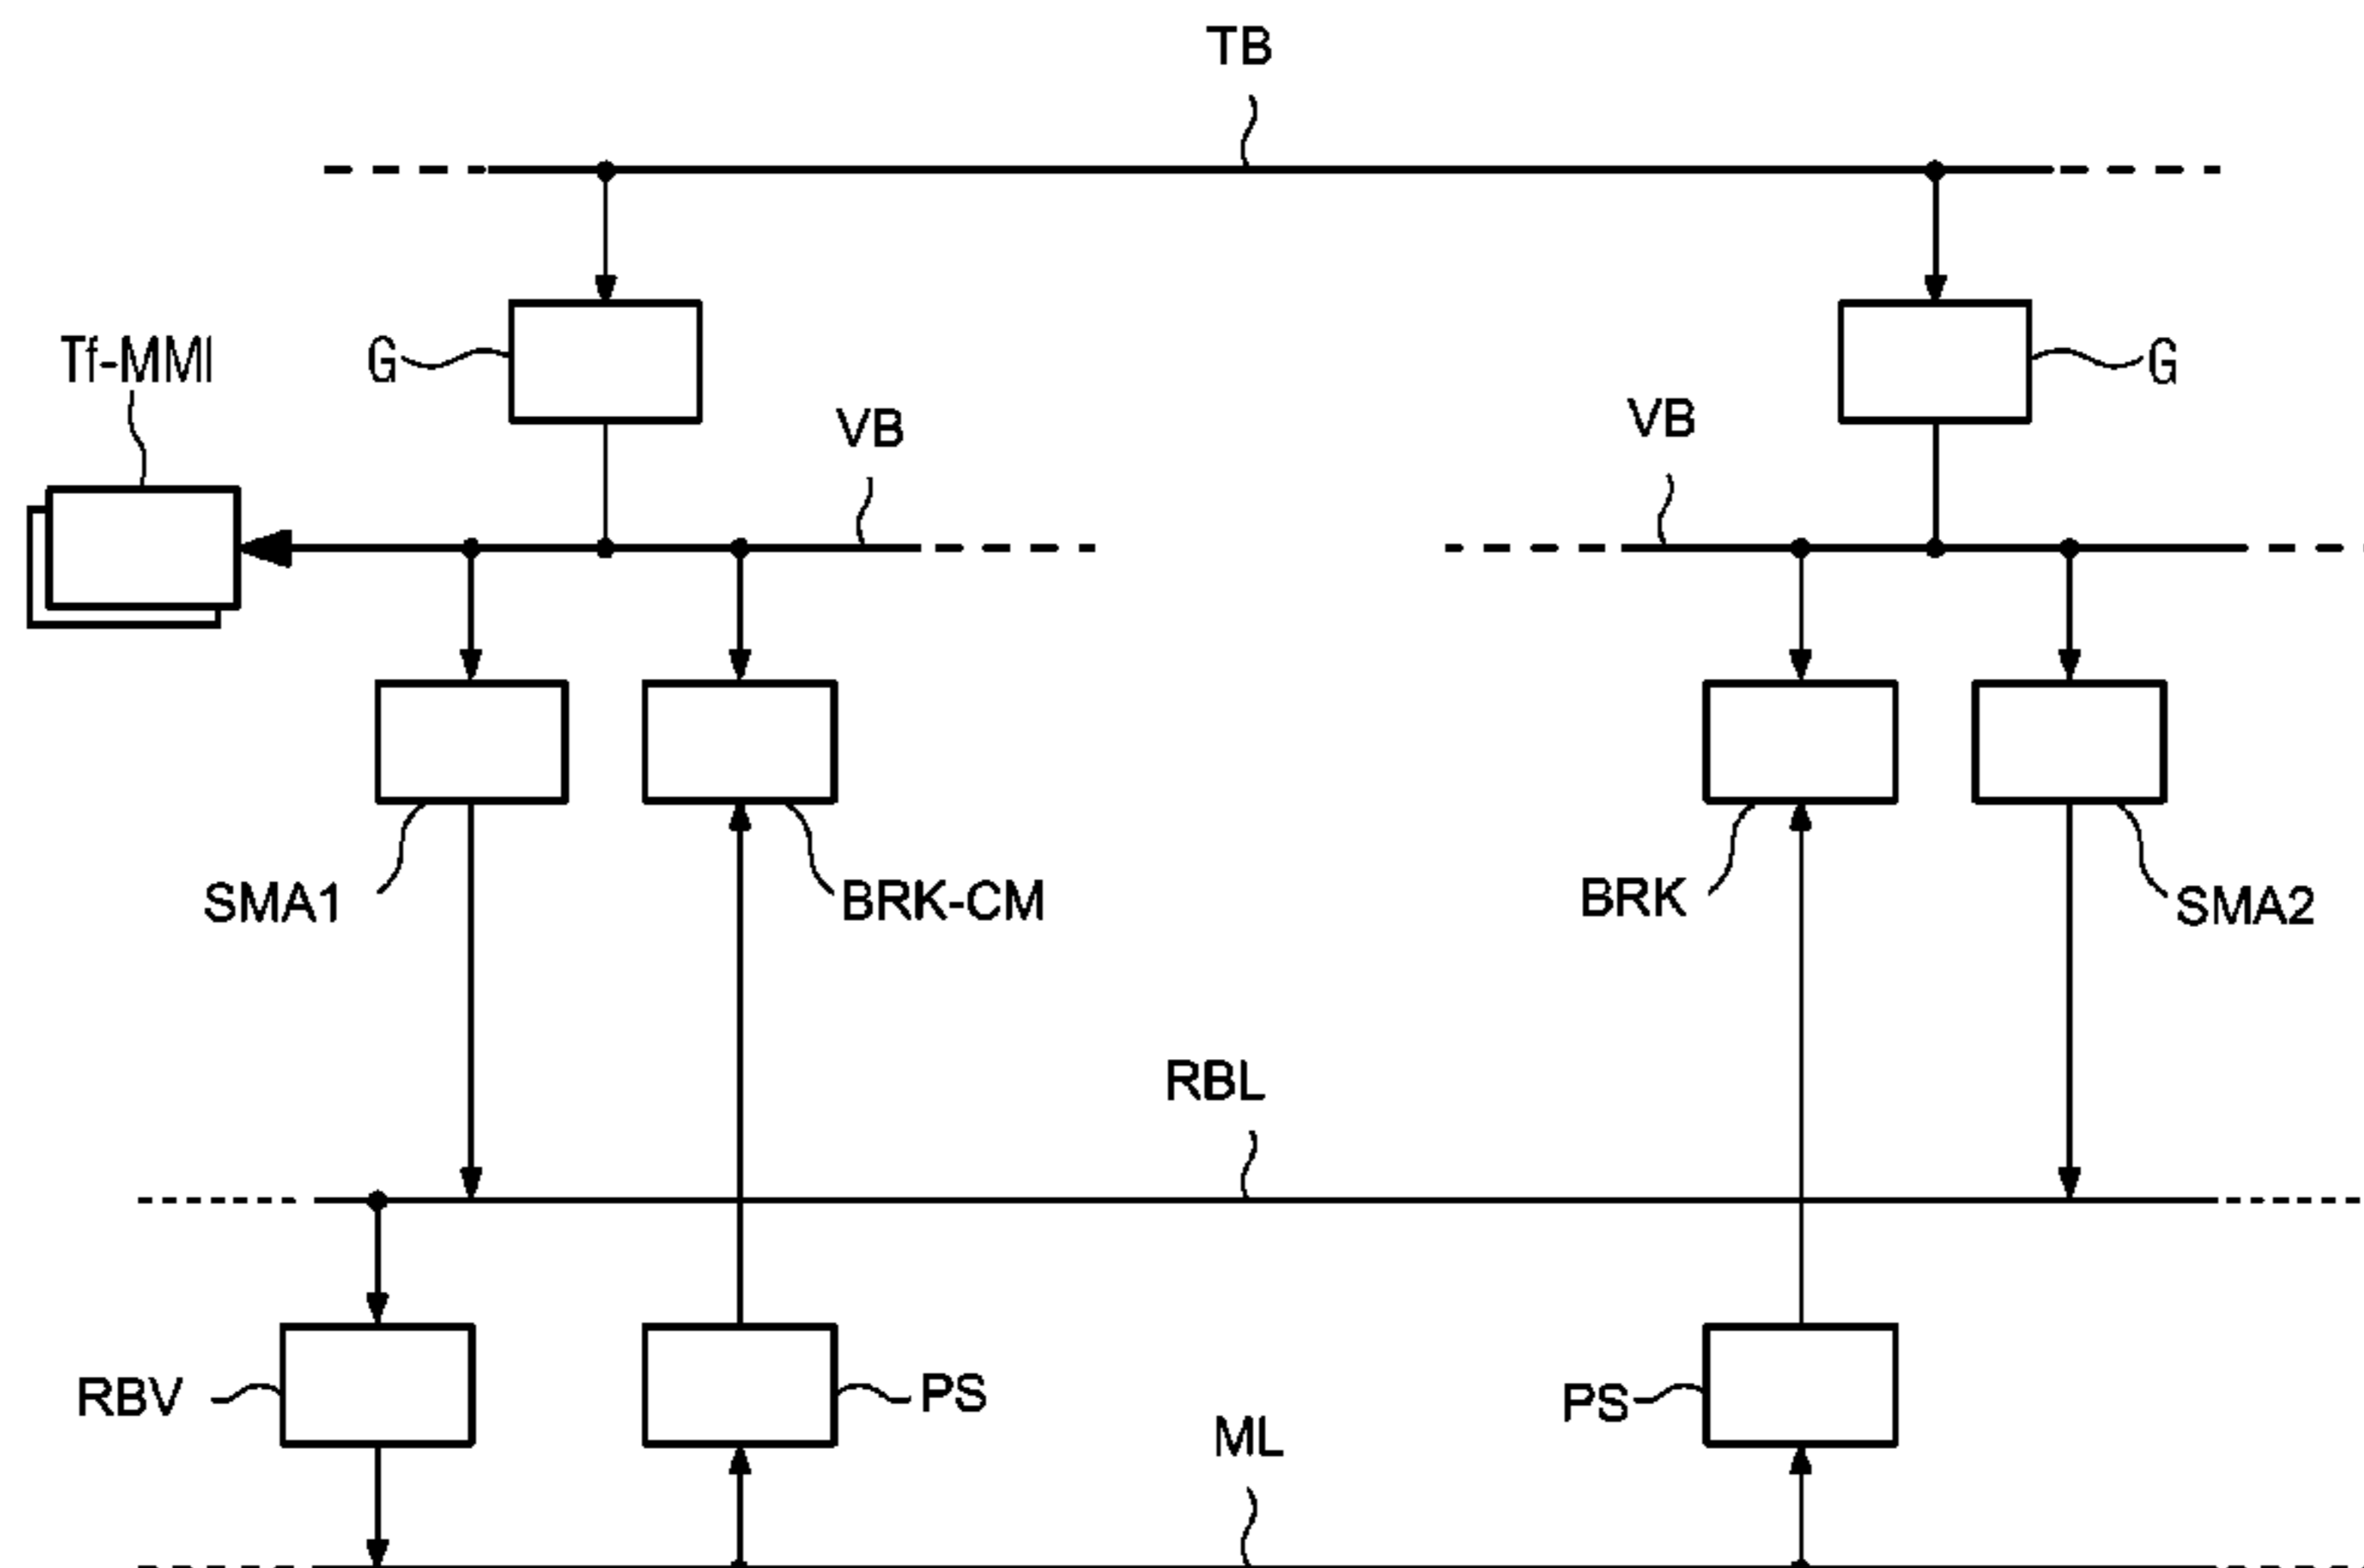 TB
Tf-MMI
G
G
VB
VB
SMA1
BRK-CM
BRK
SMA2
RBL
RBV
PS
PS
ML